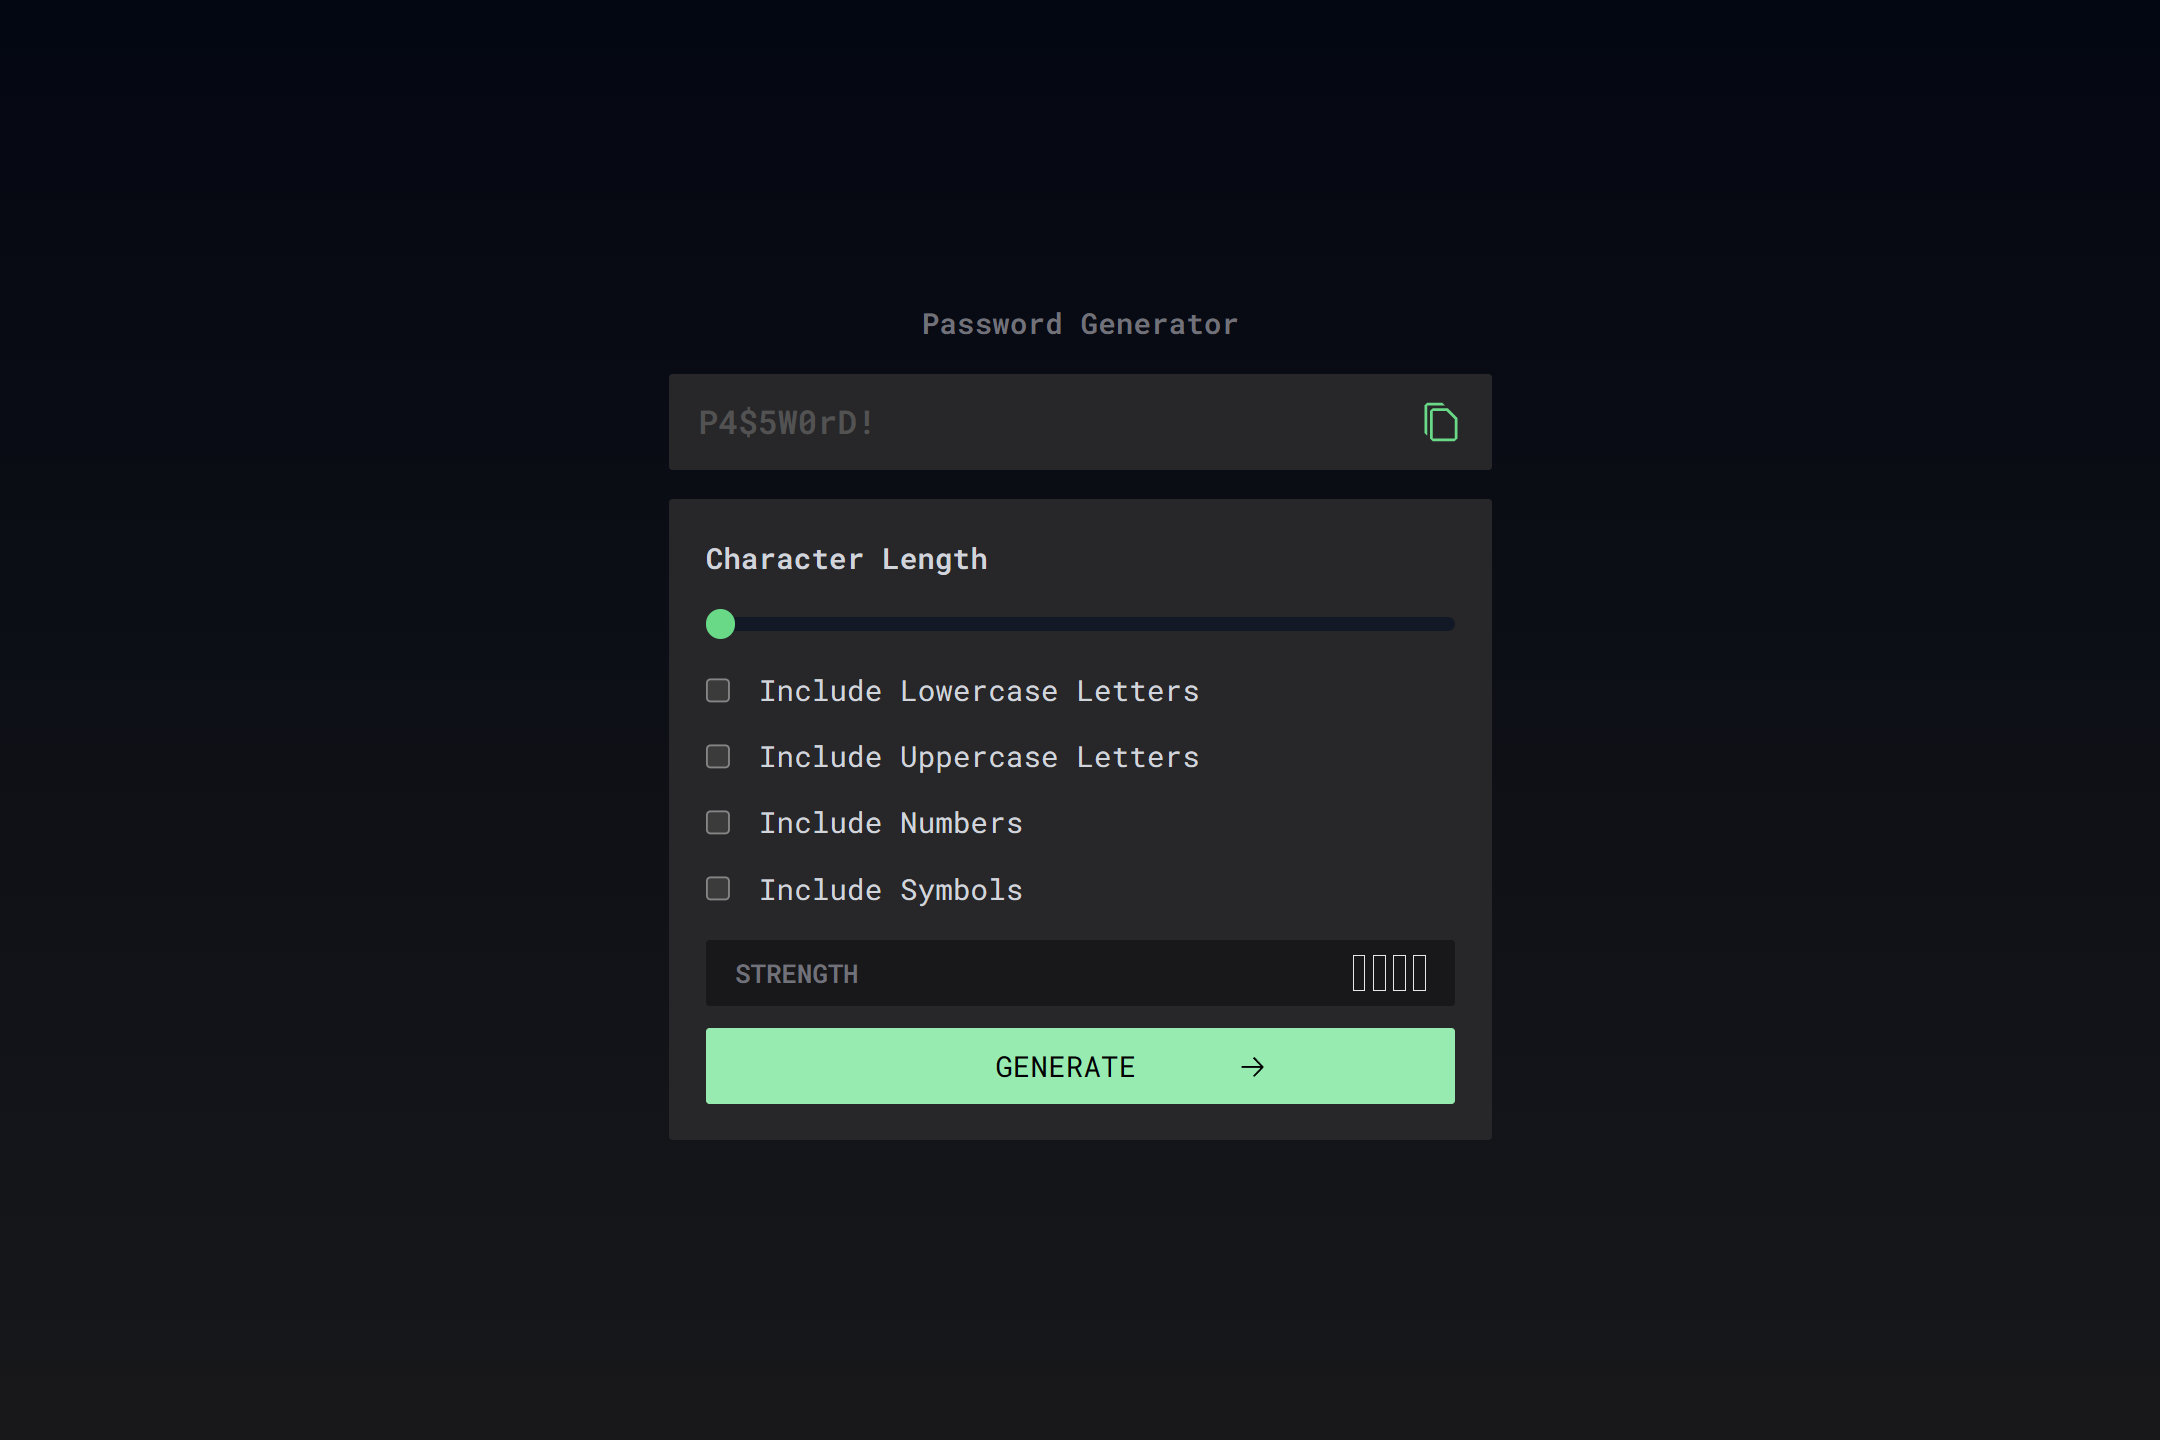 Password Generator
P4$5W0rD!
Character Length
Include Lowercase Letters
Include Uppercase Letters
Include Numbers
Include Symbols
STRENGTH
GENERATE